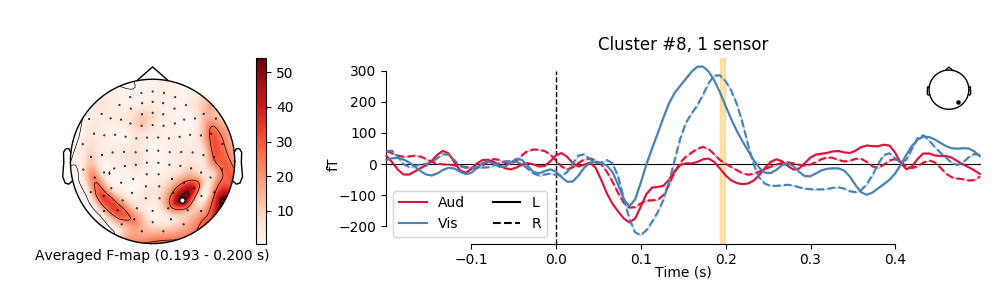 Cluster #8, 1 sensor
50
40
30
20
10
Averaged F-map (0.193 - 0.200 s)
fT
300
200
100
0
−100
−200
Aud
Vis
L
R
−0.1 0.0 0.1 0.2 0.3 0.4
Time (s)